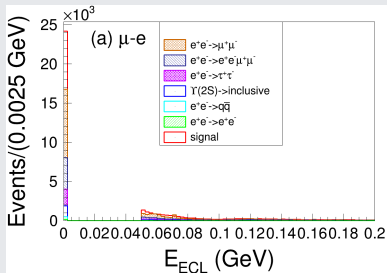 ×10³
25
20
15
10
5
0
Events/(0.0025 GeV)
(a) μ-e
e⁺e⁻->μ⁺μ⁻
e⁺e⁻->e⁺e⁻μ⁺μ⁻
e⁺e⁻->τ⁺τ⁻
ϒ(2S)->inclusive
e⁺e⁻->qq̄
e⁺e⁻->e⁺e⁻
signal
0 0.02 0.04 0.06 0.08 0.1 0.12 0.14 0.16 0.18 0.2
E_ECL (GeV)